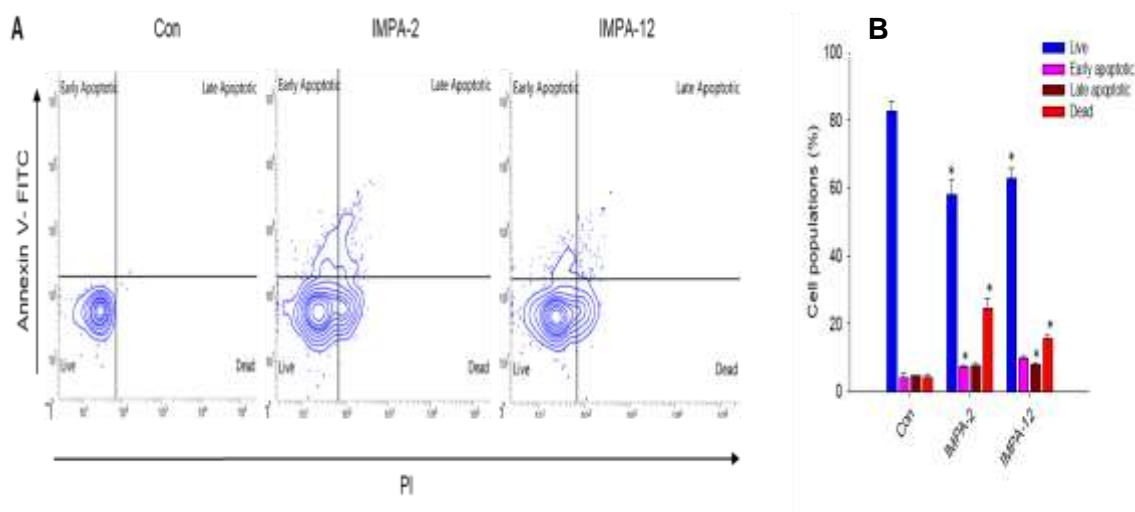 A
Con
IMPA-2
IMPA-12
Annexin V- FITC
Early Apoptotic
Late Apoptotic
Live
Dead
Early Apoptotic
Late Apoptotic
Live
Dead
Early Apoptotic
Late Apoptotic
Live
Dead
PI
B
Live
Early apoptotic
Late apoptotic
Dead
Cell populations (%)
100
80
60
40
20
0
*
*
*
*
*
*
Con
IMPA-2
IMPA-12